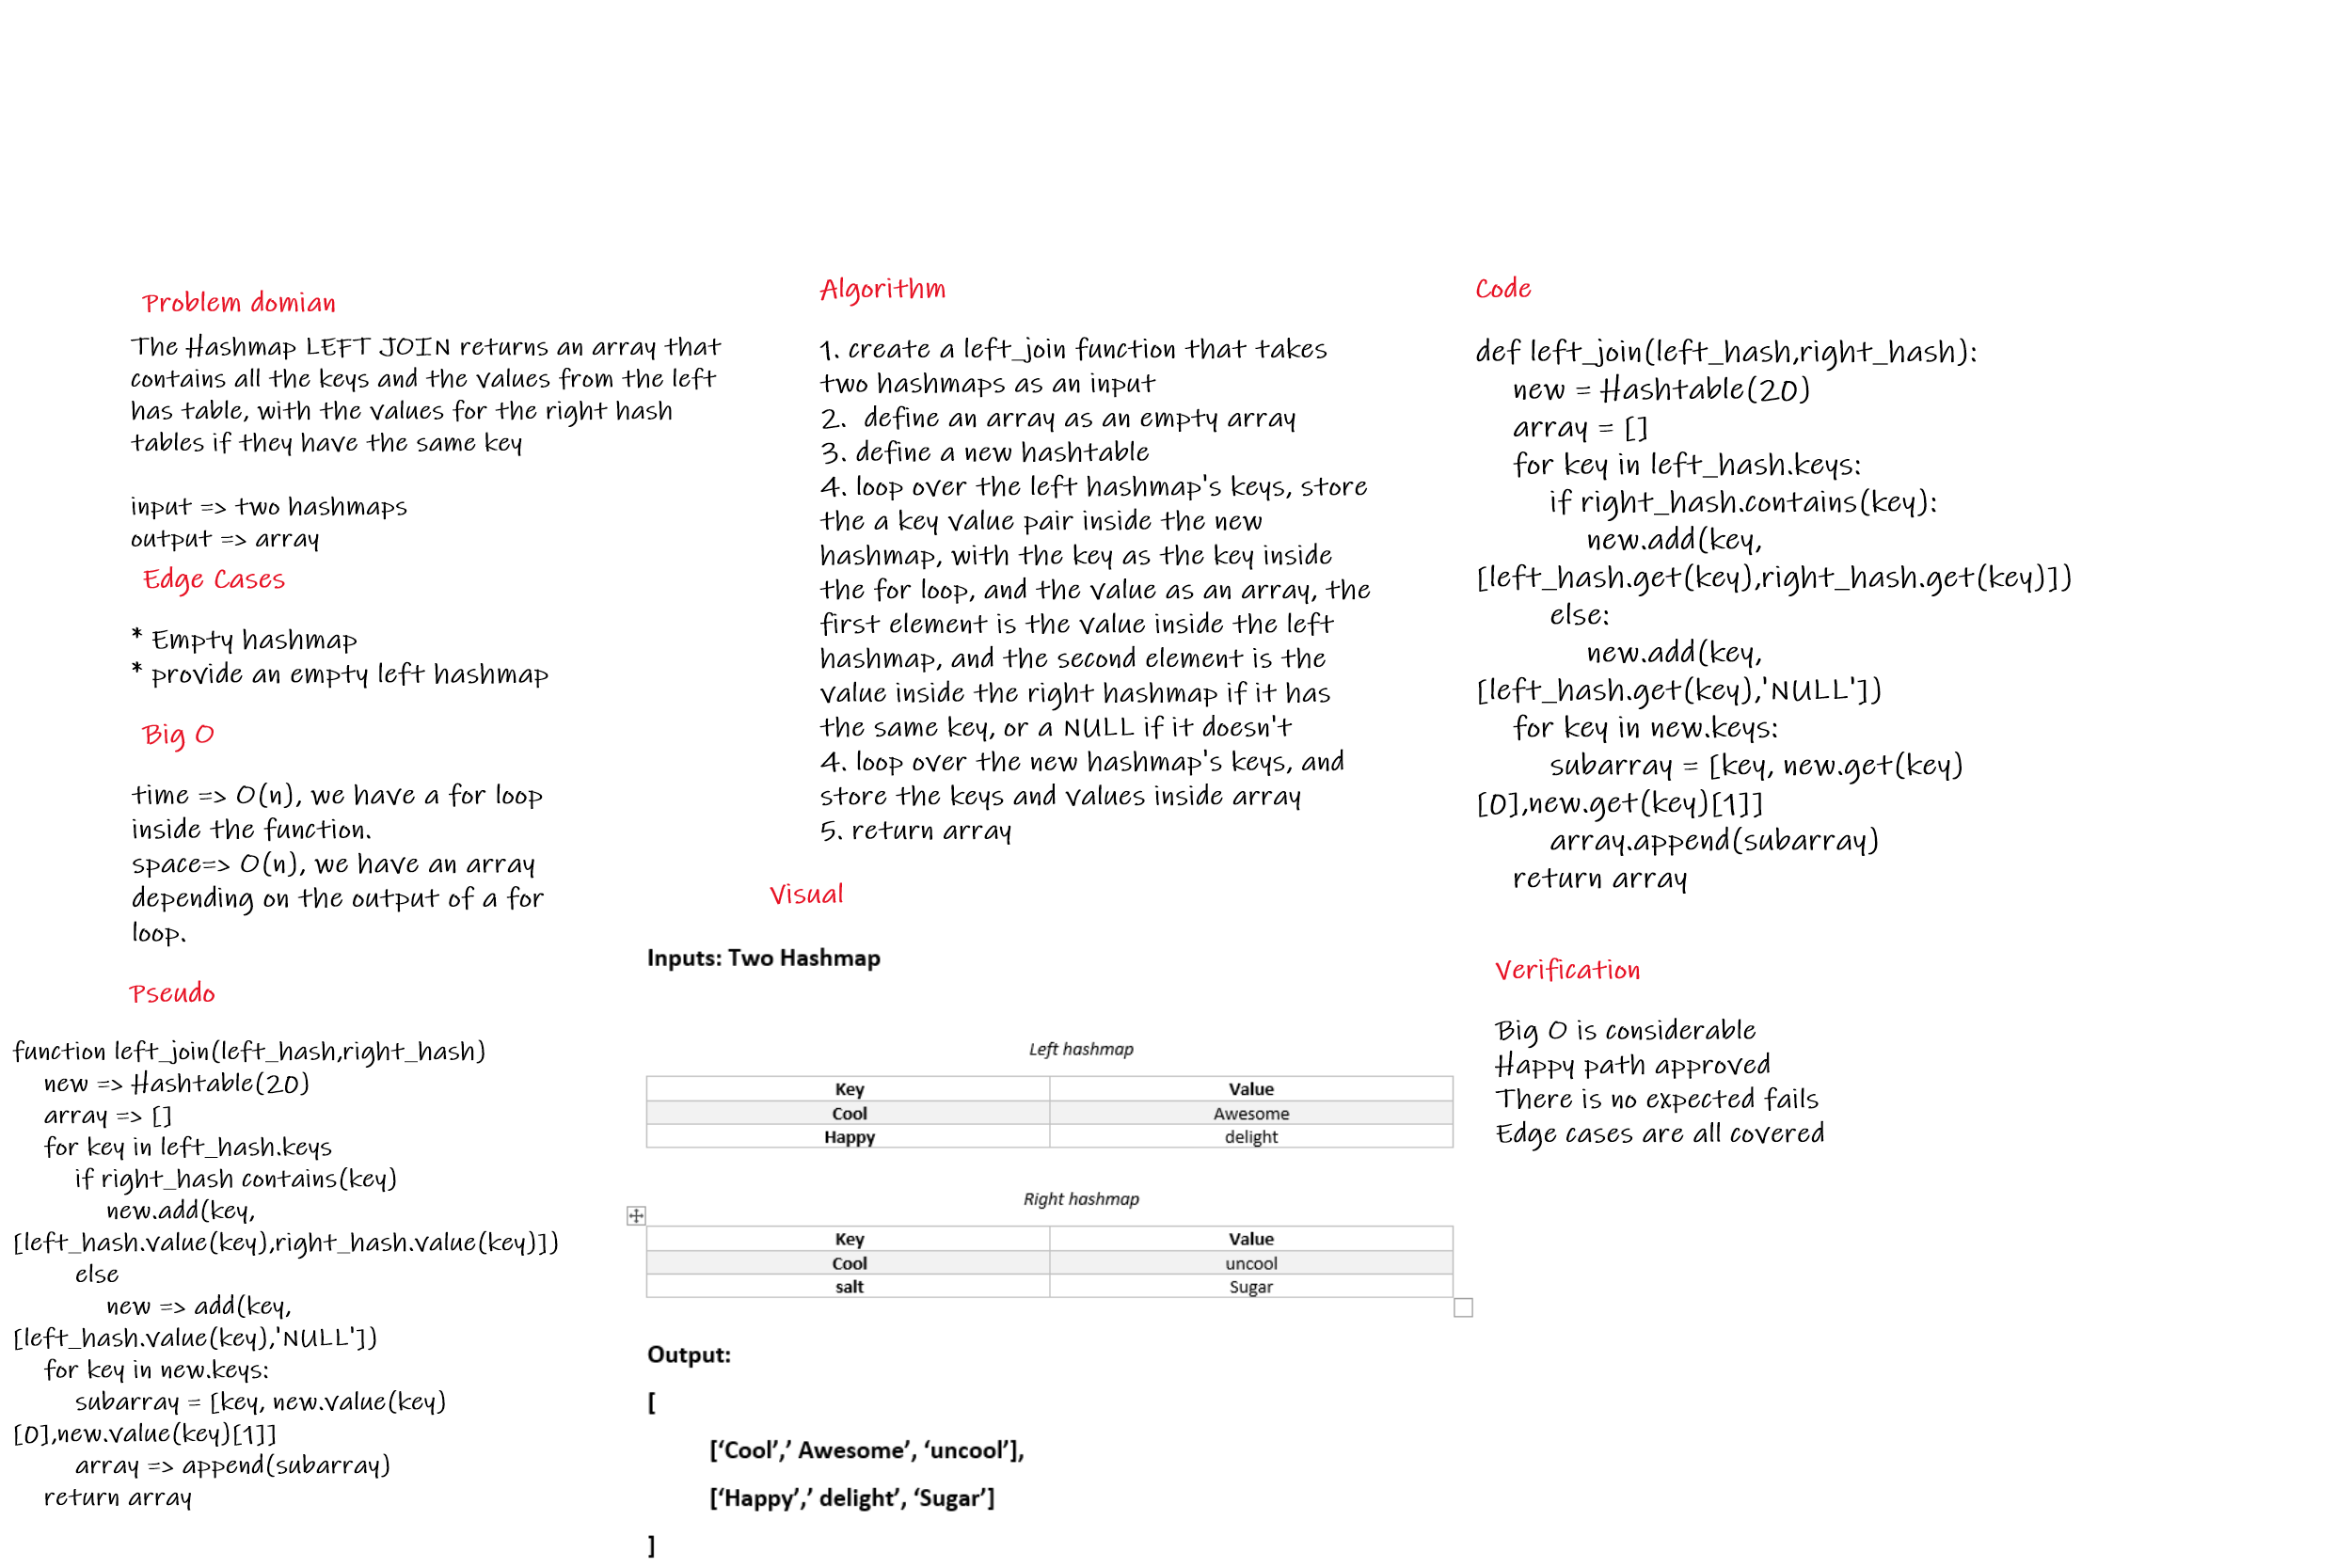 Problem domian
The Hashmap LEFT JOIN returns an array that
contains all the keys and the values from the left
has table, with the values for the right hash
tables if they have the same key
input => two hashmaps
output => array
Edge Cases
* Empty hashmap
* provide an empty left hashmap
Big O
time => O(n), we have a for loop
inside the function.
space=> O(n), we have an array
depending on the output of a for
loop.
Pseudo
function left_join(left_hash,right_hash)
new => Hashtable(20)
array => []
for key in left_hash.keys
if right_hash contains(key)
new.add(key,
[left_hash.value(key),right_hash.value(key)])
else
new => add(key,
[left_hash.value(key),'NULL'])
for key in new.keys:
subarray = [key, new.value(key)
[0],new.value(key)[1]]
array => append(subarray)
return array
Algorithm
1. create a left_join function that takes
two hashmaps as an input
2.  define an array as an empty array
3. define a new hashtable
4. loop over the left hashmap's keys, store
the a key value pair inside the new
hashmap, with the key as the key inside
the for loop, and the value as an array, the
first element is the value inside the left
hashmap, and the second element is the
value inside the right hashmap if it has
the same key, or a NULL if it doesn't
4. loop over the new hashmap's keys, and
store the keys and values inside array
5. return array
Visual
Inputs: Two Hashmap
Left hashmap
Key Value
Cool Awesome
Happy delight
Right hashmap
Key Value
Cool uncool
salt Sugar
Output:
[
[‘Cool’,’ Awesome’, ‘uncool’],
[‘Happy’,’ delight’, ‘Sugar’]
]
Code
def left_join(left_hash,right_hash):
new = Hashtable(20)
array = []
for key in left_hash.keys:
if right_hash.contains(key):
new.add(key,
[left_hash.get(key),right_hash.get(key)])
else:
new.add(key,
[left_hash.get(key),'NULL'])
for key in new.keys:
subarray = [key, new.get(key)
[0],new.get(key)[1]]
array.append(subarray)
return array
Verification
Big O is considerable
Happy path approved
There is no expected fails
Edge cases are all covered